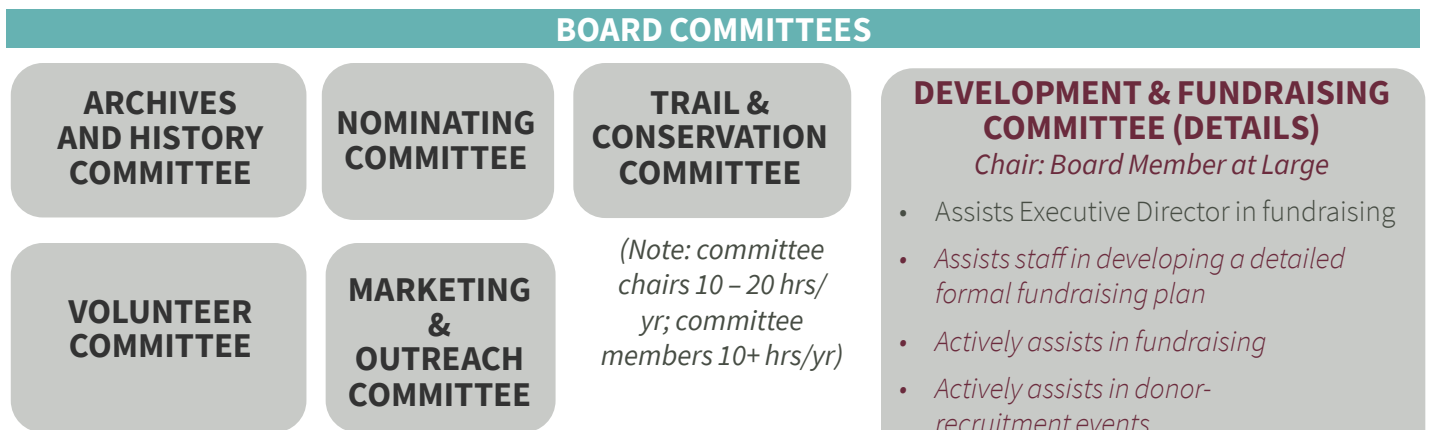 BOARD COMMITTEES
ARCHIVES
AND HISTORY
COMMITTEE
NOMINATING
COMMITTEE
TRAIL &
CONSERVATION
COMMITTEE
VOLUNTEER
COMMITTEE
MARKETING
&
OUTREACH
COMMITTEE
(Note: committee
chairs 10 – 20 hrs/
yr; committee
members 10+ hrs/yr)
DEVELOPMENT & FUNDRAISING
COMMITTEE (DETAILS)
Chair: Board Member at Large
• Assists Executive Director in fundraising
• Assists staff in developing a detailed
formal fundraising plan
• Actively assists in fundraising
• Actively assists in donor-
recruitment events